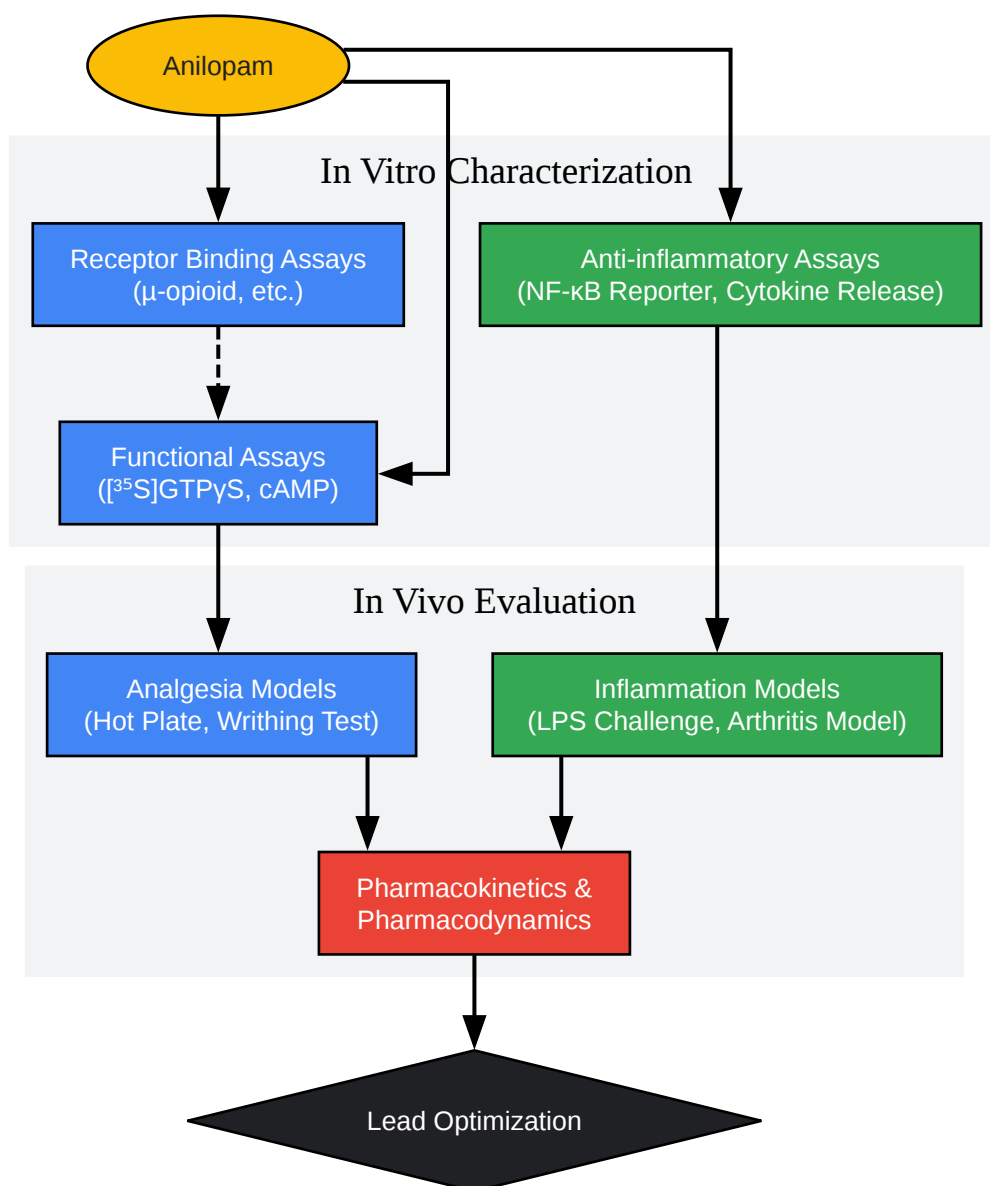 Anilopam
In Vitro Characterization
Receptor Binding Assays
(µ-opioid, etc.)
Anti-inflammatory Assays
(NF-κB Reporter, Cytokine Release)
Functional Assays
([³⁵S]GTPγS, cAMP)
In Vivo Evaluation
Analgesia Models
(Hot Plate, Writhing Test)
Inflammation Models
(LPS Challenge, Arthritis Model)
Pharmacokinetics &
Pharmacodynamics
Lead Optimization